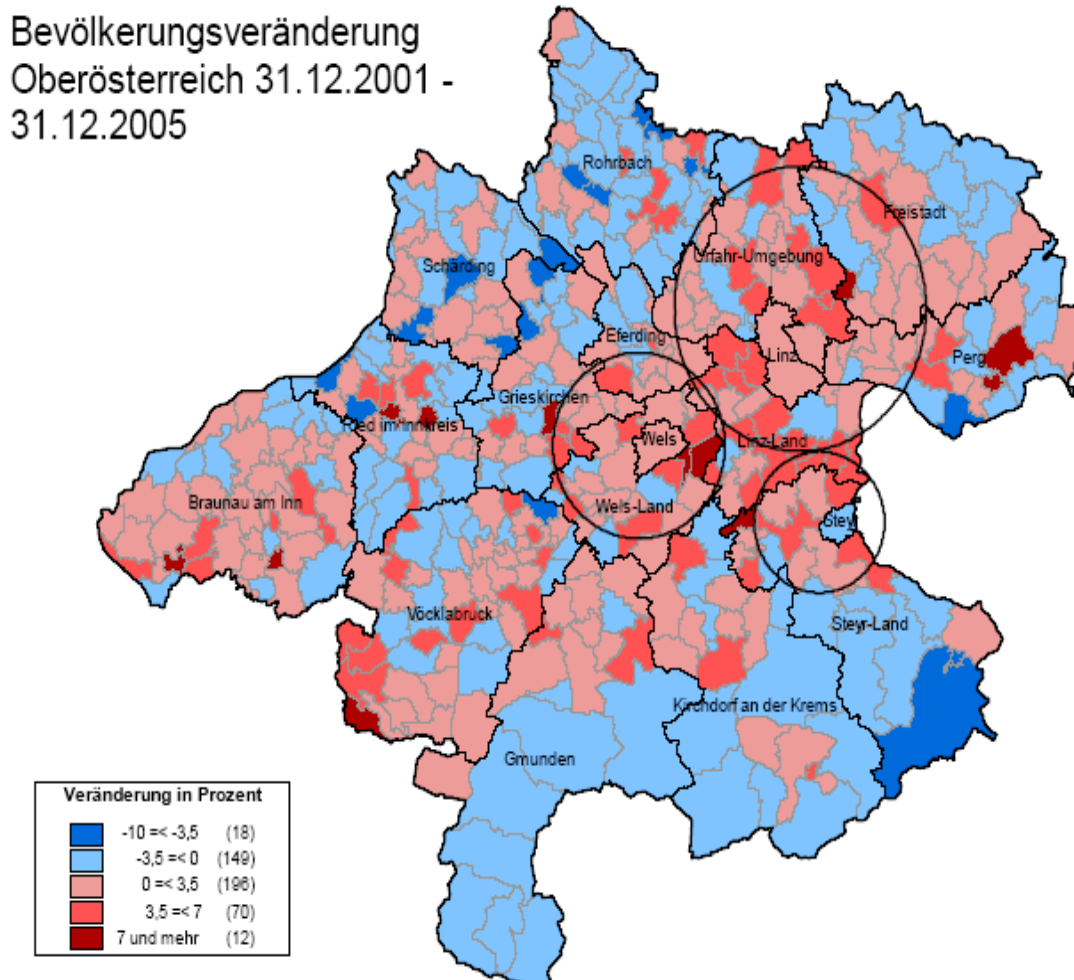 Bevölkerungsveränderung
Oberösterreich 31.12.2001 -
31.12.2005
Rohrbach
Freistadt
Urfahr-Umgebung
Schärding
Eferding
Linz
Perg
Grieskirchen
Ried im Innkreis
Wels
Linz-Land
Braunau am Inn
Wels-Land
Stey
Vöcklabruck
Steyr-Land
Kirchdorf an der Krems
Gmunden
Veränderung in Prozent
-10 =< -3,5 (18)
-3,5 =< 0 (149)
0 =< 3,5 (196)
3,5 =< 7 (70)
7 und mehr (12)